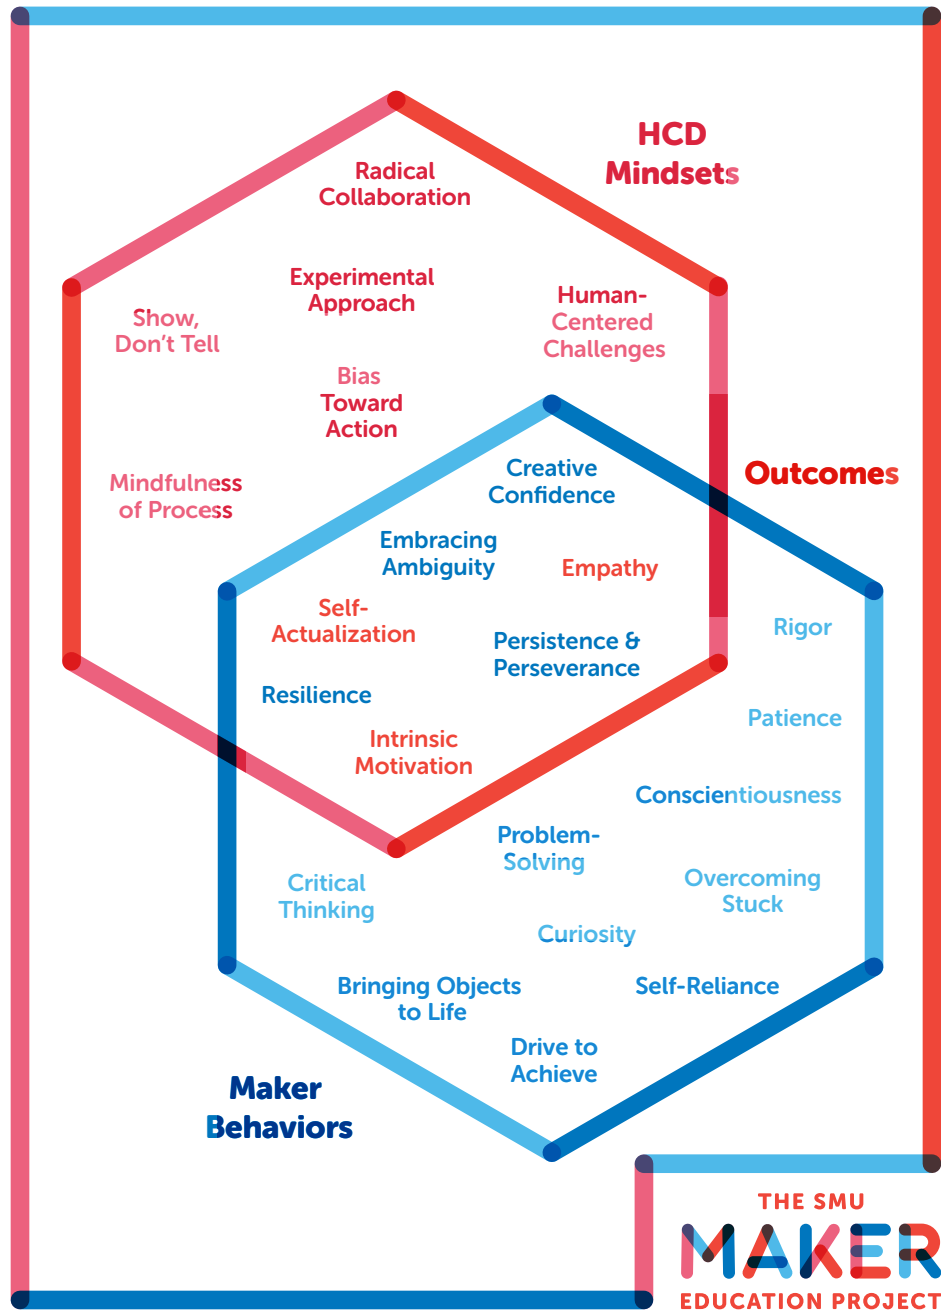 HCD
Mindsets
Radical
Collaboration
Experimental
Approach
Human-
Centered
Challenges
Show,
Don't Tell
Bias
Toward
Action
Mindfulness
of Process
Outcomes
Creative
Confidence
Embracing
Ambiguity
Empathy
Self-
Actualization
Persistence &
Perseverance
Resilience
Intrinsic
Motivation
Rigor
Patience
Conscientiousness
Problem-
Solving
Overcoming
Stuck
Critical
Thinking
Curiosity
Bringing Objects
to Life
Self-Reliance
Drive to
Achieve
Maker
Behaviors
THE SMU
MAKER
EDUCATION PROJECT